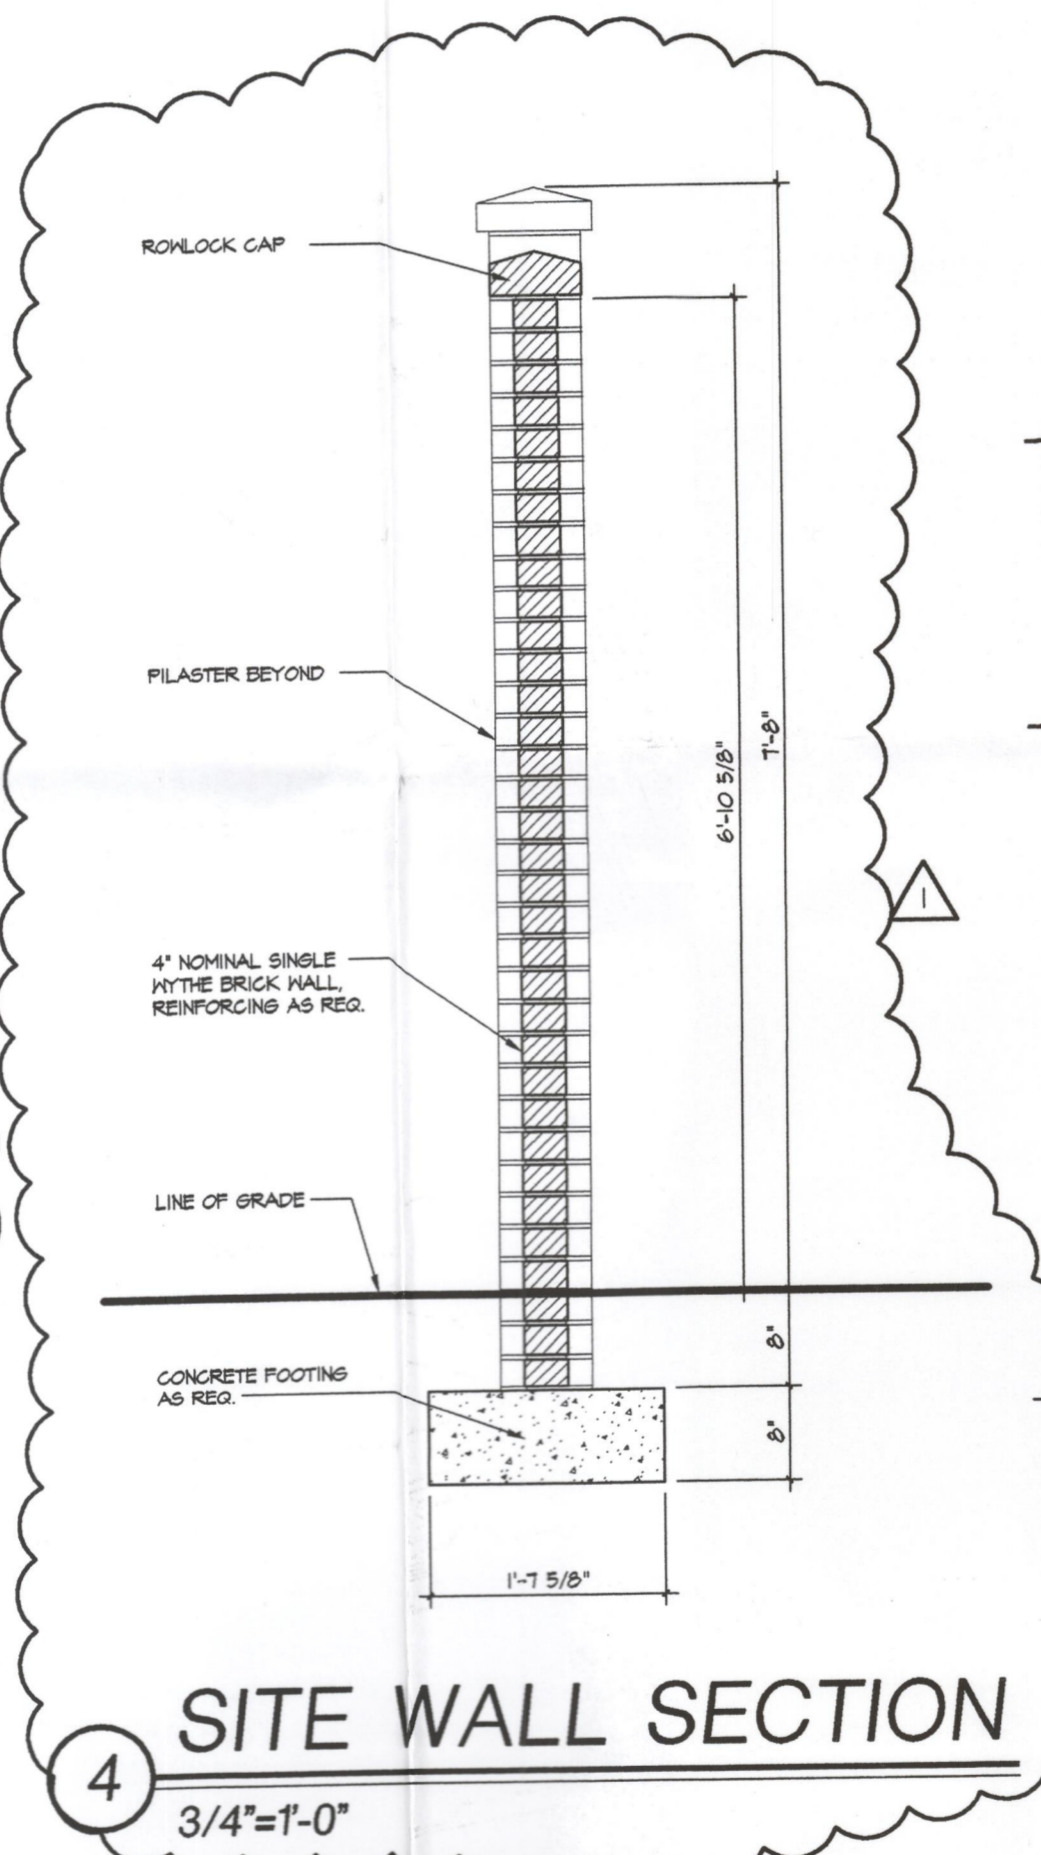 ROWLOCK CAP
PILASTER BEYOND
7'-8"
6'-10 5/8"
1
4" NOMINAL SINGLE
WYTHE BRICK WALL,
REINFORCING AS REQ.
LINE OF GRADE
8"
CONCRETE FOOTING
AS REQ.
8"
1'-7 5/8"
SITE WALL SECTION
4
3/4"=1'-0"